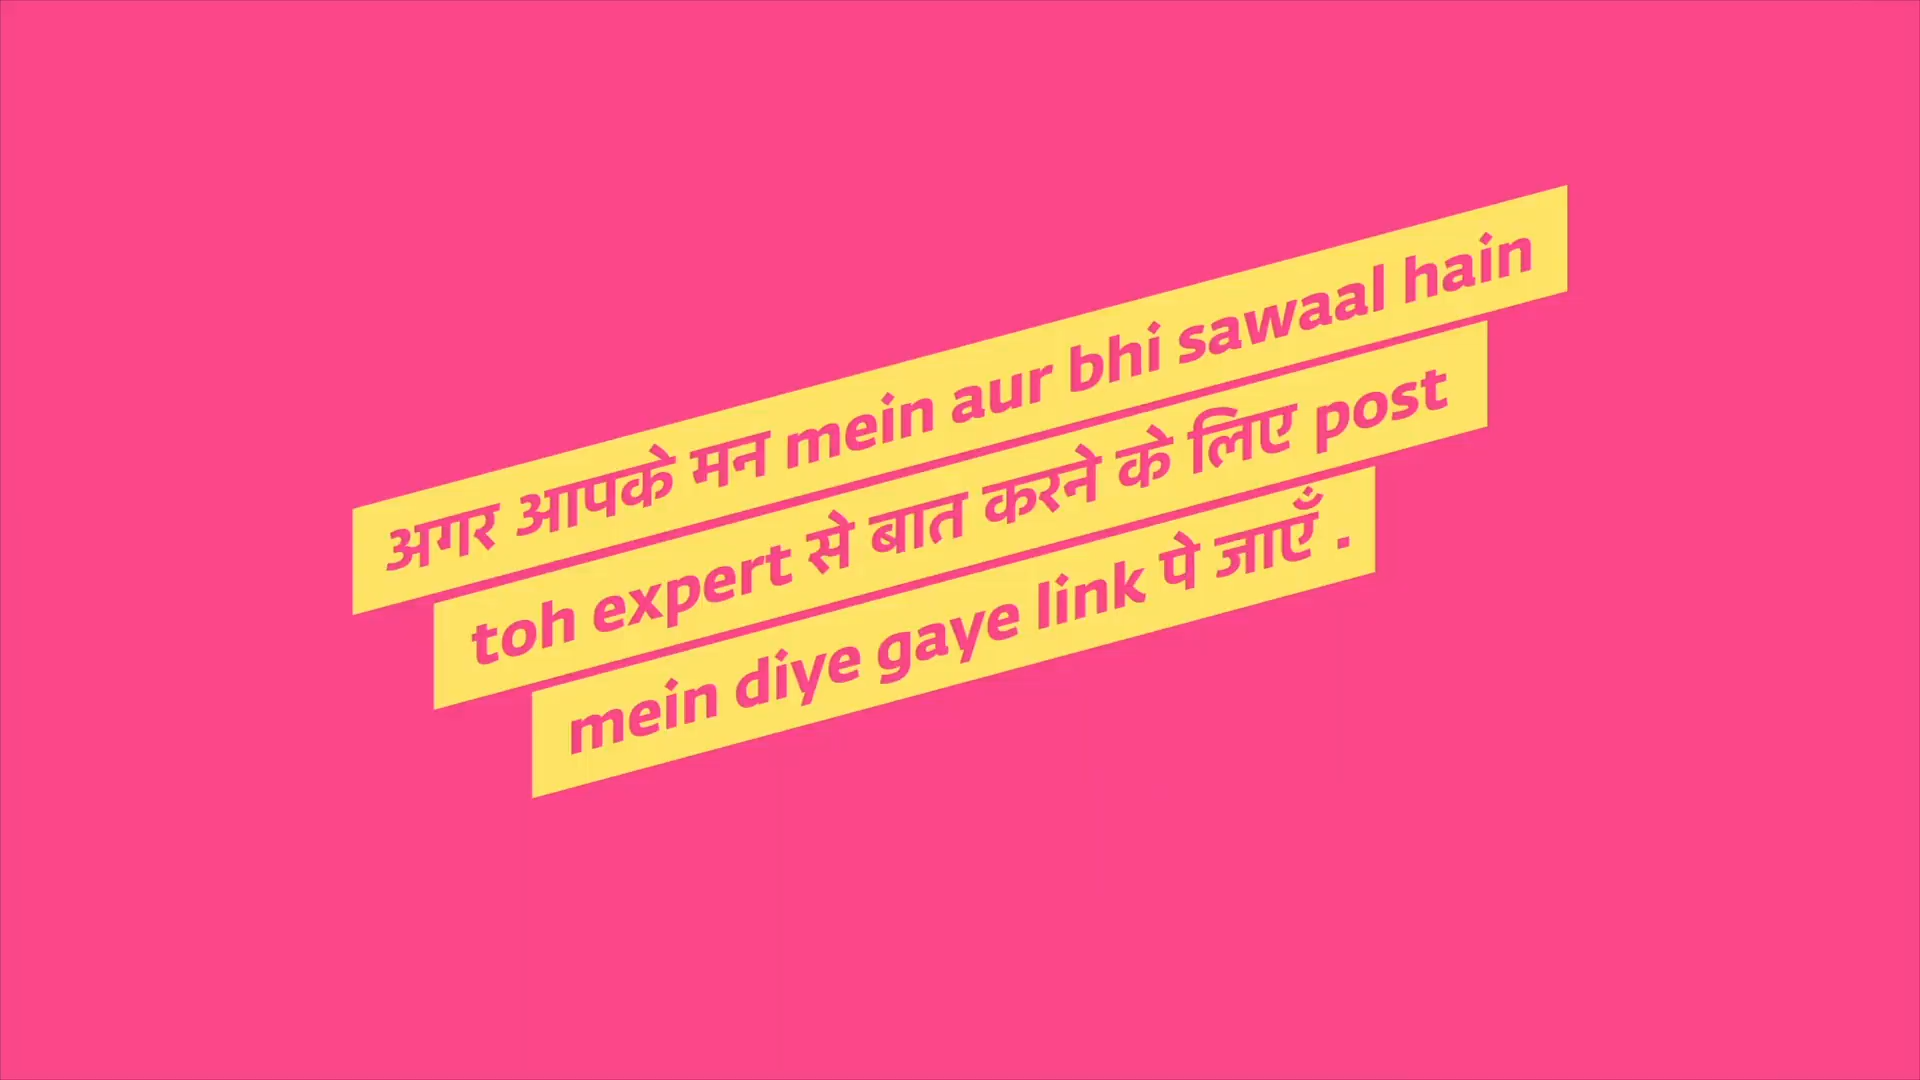 अगर आपके मन mein aur bhi sawaal hain
toh expert से बात करने के लिए post
mein diye gaye link पे जाएँ .